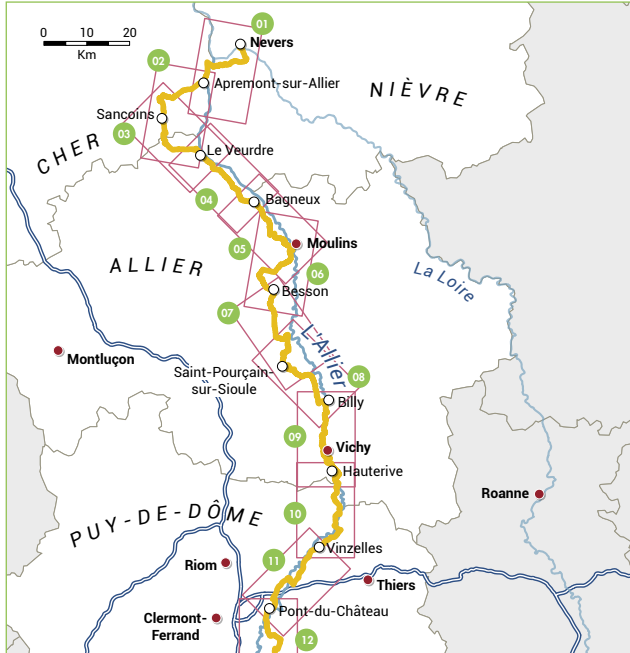 01
0 10 20
Km
Nevers
02
Apremont-sur-Allier
NIÈVRE
Sancoins
03
CHER
Le Veurdre
04
Bagneux
05
Moulins
ALLIER
06
La Loire
Besson
07
L'Allier
Montluçon
Saint-Pourçain-
sur-Sioule
08
Billy
09
Vichy
Hauterive
Roanne
10
PUY-DE-DÔME
Vinzelles
11
Riom
Thiers
Pont-du-Château
Clermont-
Ferrand
12